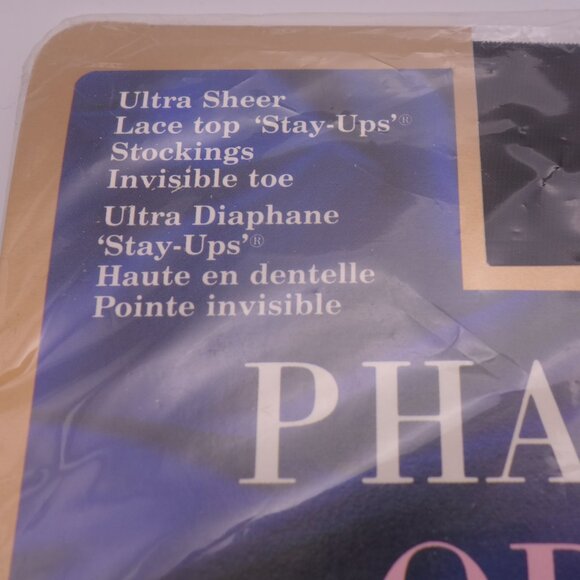 Ultra Sheer
Lace top ‘Stay-Ups’®
Stockings
Invisible toe
Ultra Diaphane
‘Stay-Ups’®
Haute en dentelle
Pointe invisible
PHA